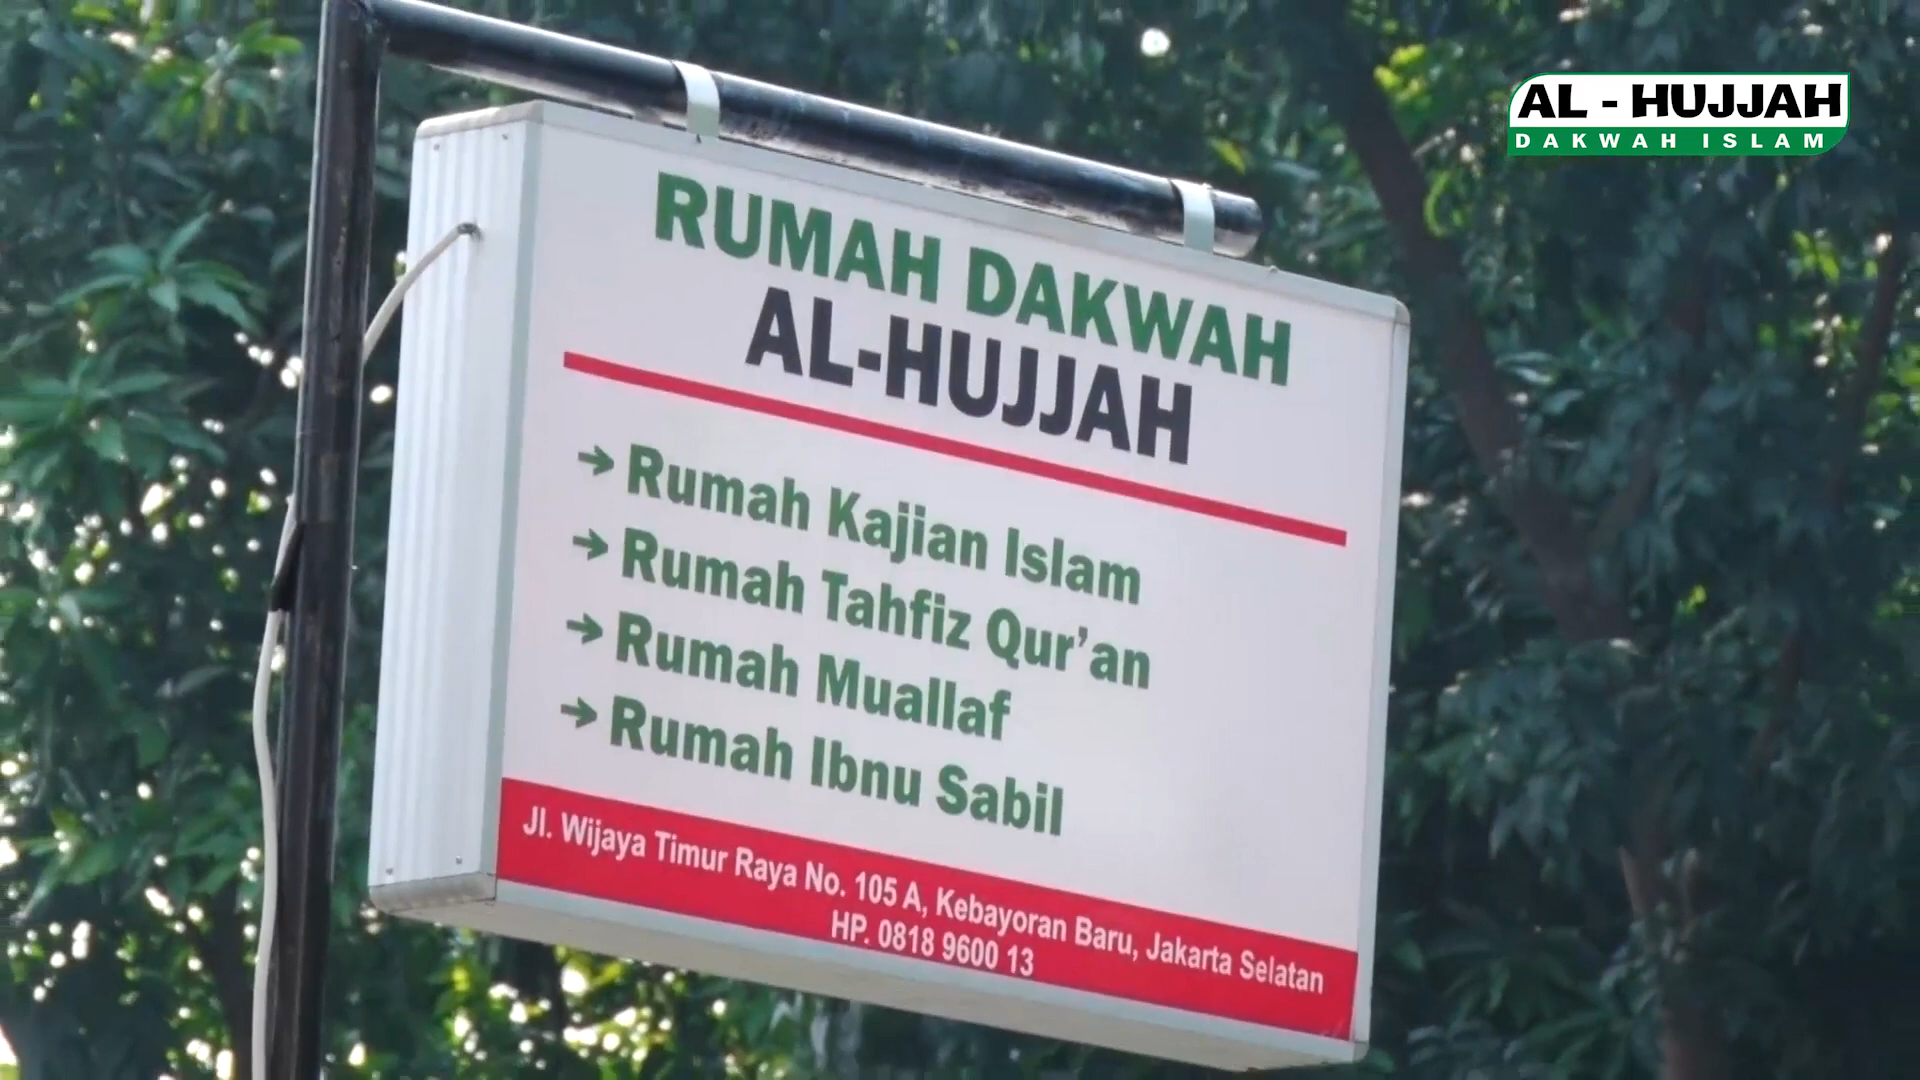 AL - HUJJAH
DAKWAH ISLAM
RUMAH DAKWAH
AL-HUJJAH
→ Rumah Kajian Islam
→ Rumah Tahfiz Qur’an
→ Rumah Muallaf
→ Rumah Ibnu Sabil
Jl. Wijaya Timur Raya No. 105 A, Kebayoran Baru, Jakarta Selatan
HP. 0818 9600 13